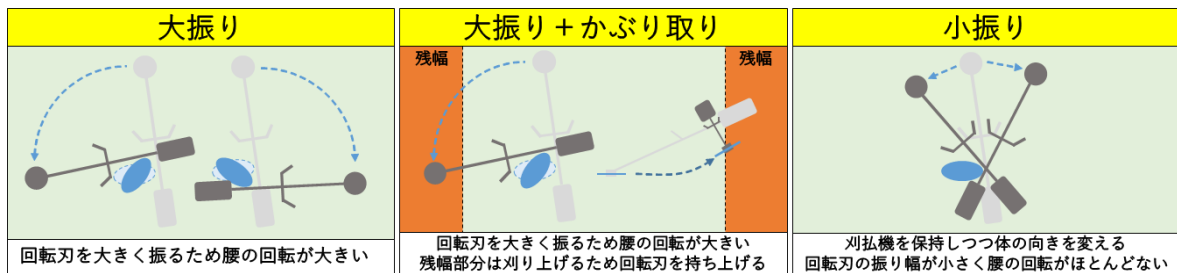 大振り
回転刃を大きく振るため腰の回転が大きい
大振り＋かぶり取り
残幅
残幅
回転刃を大きく振るため腰の回転が大きい
残幅部分は刈り上げるため回転刃を持ち上げる
小振り
刈払機を保持しつつ体の向きを変える
回転刃の振り幅が小さく腰の回転がほとんどない